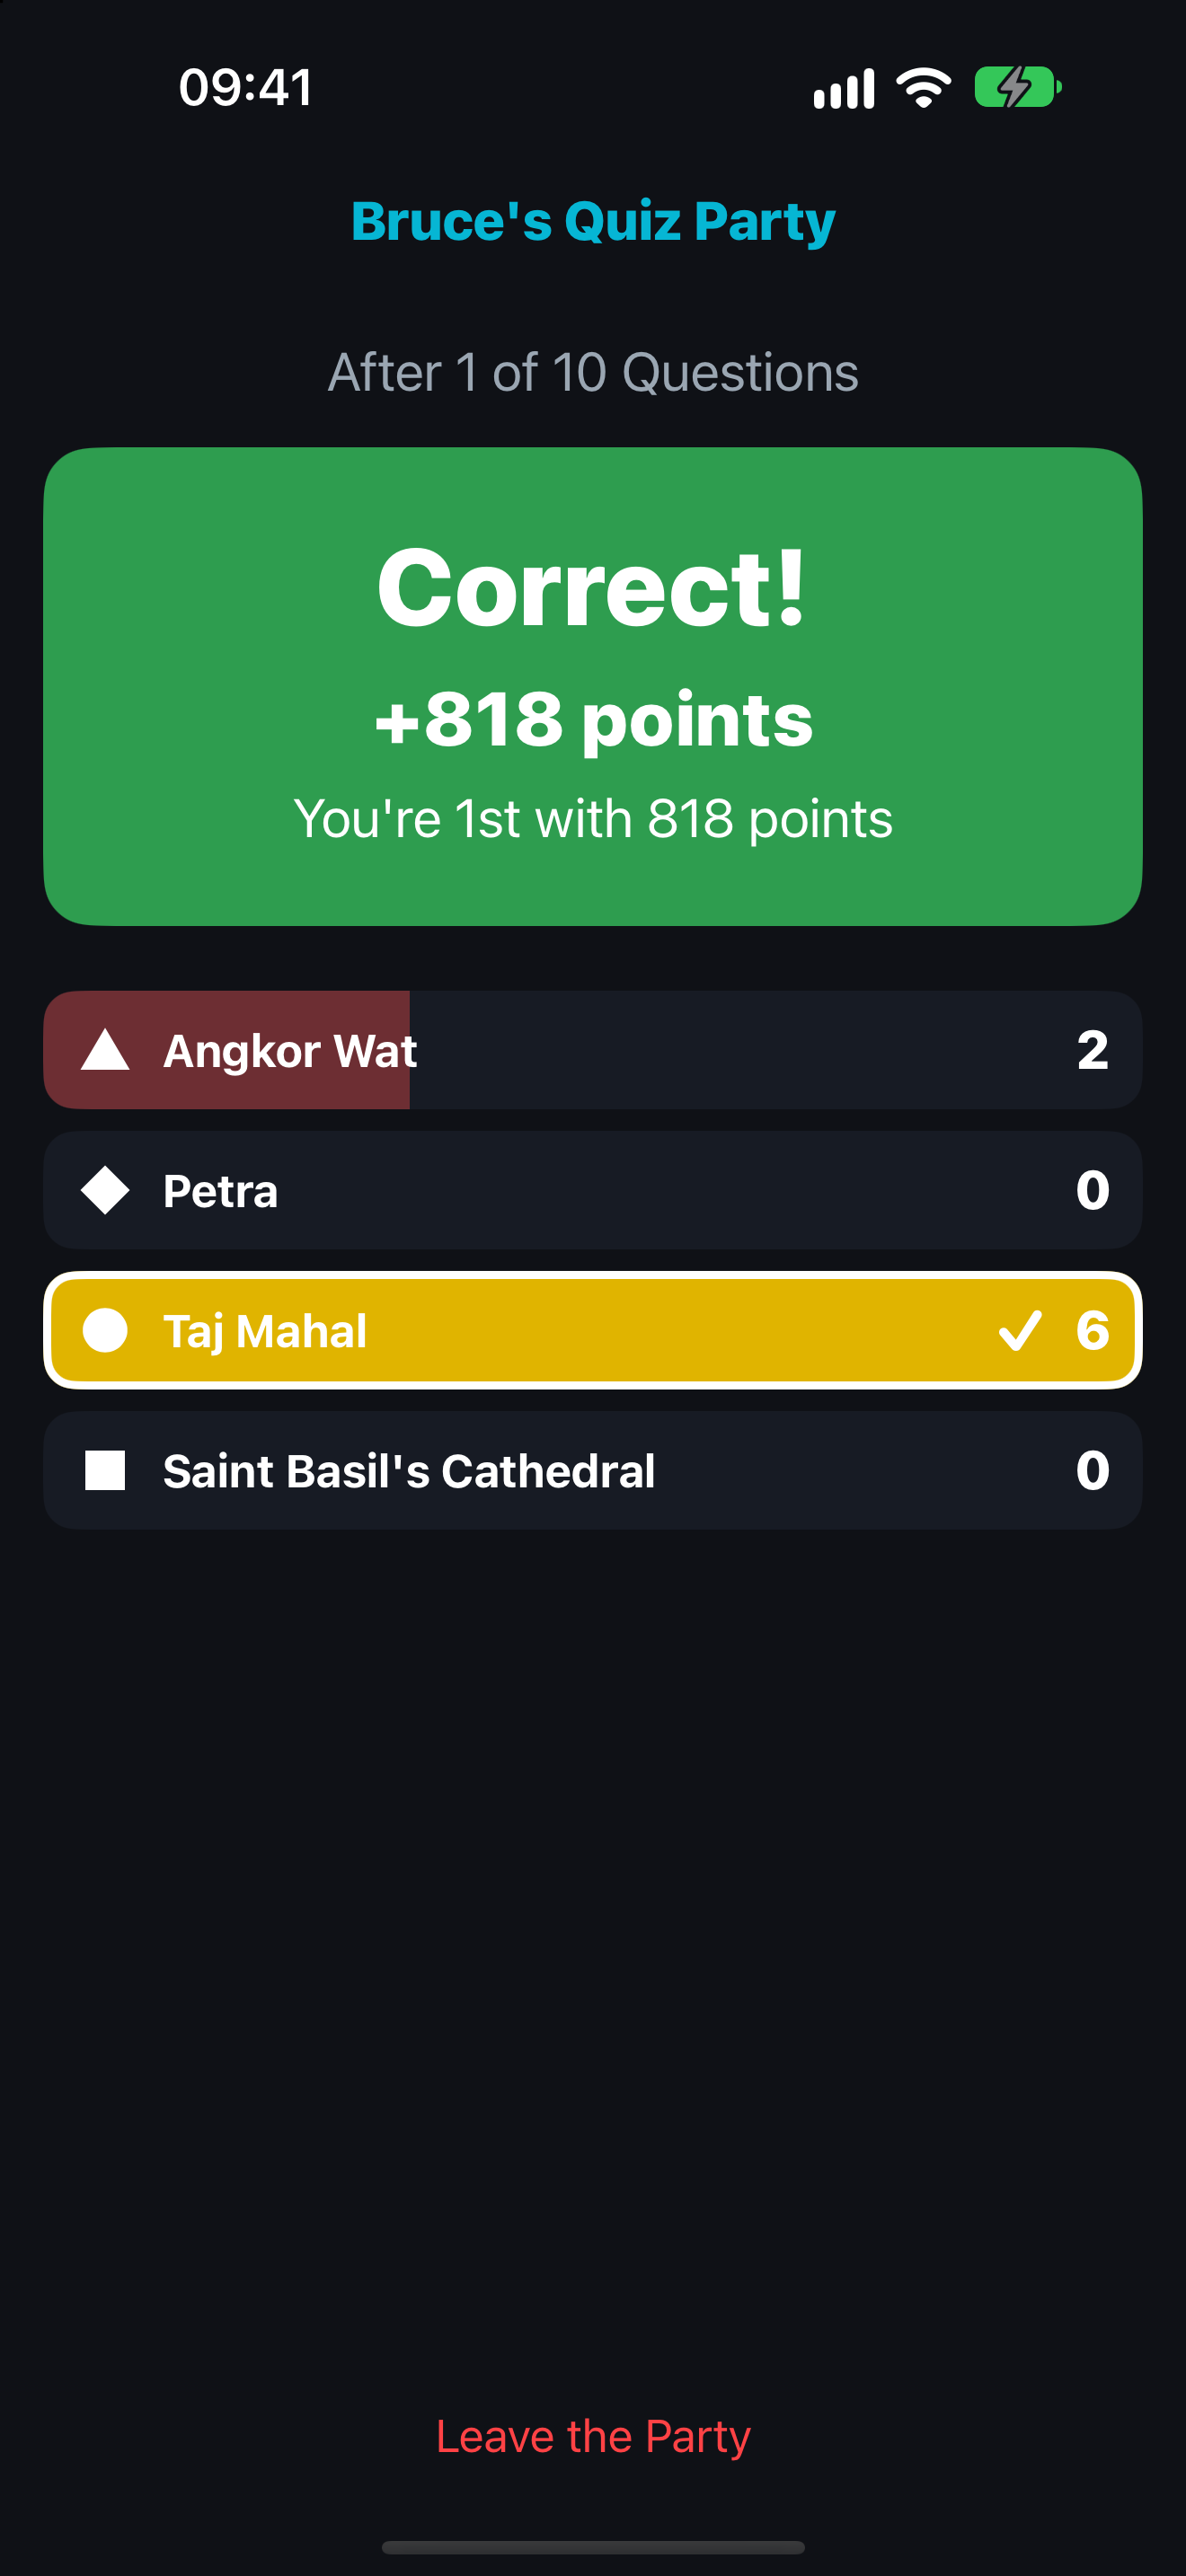 09:41
Bruce's Quiz Party
After 1 of 10 Questions
Correct!
+818 points
You're 1st with 818 points
Angkor Wat 2
Petra 0
Taj Mahal 6
Saint Basil's Cathedral 0
Leave the Party